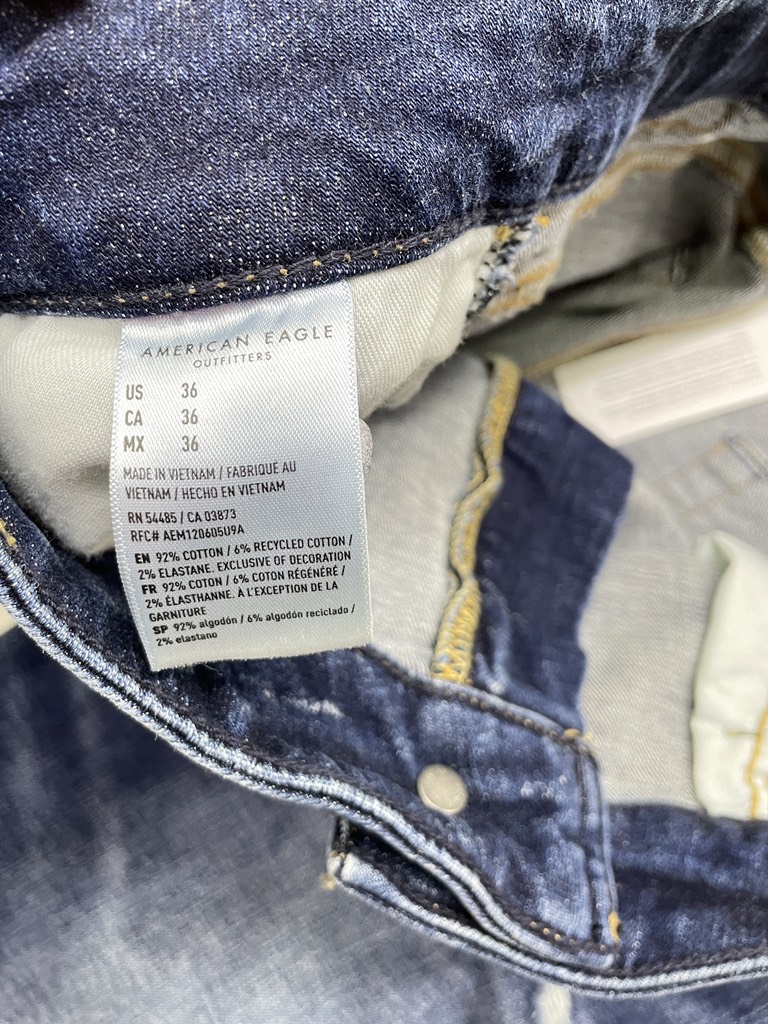 AMERICAN EAGLE
OUTFITTERS
US 36
CA 36
MX 36
MADE IN VIETNAM / FABRIQUÉ AU
VIETNAM / HECHO EN VIETNAM
RN 54485 / CA 03873
RFC# AEM120605U9A
EN 92% COTTON / 6% RECYCLED COTTON /
2% ELASTANE. EXCLUSIVE OF DECORATION
FR 92% COTON / 6% COTON RÉGÉNÉRÉ /
2% ÉLASTHANNE. À L'EXCEPTION DE LA
GARNITURE
SP 92% algodón / 6% algodón reciclado /
2% elastano